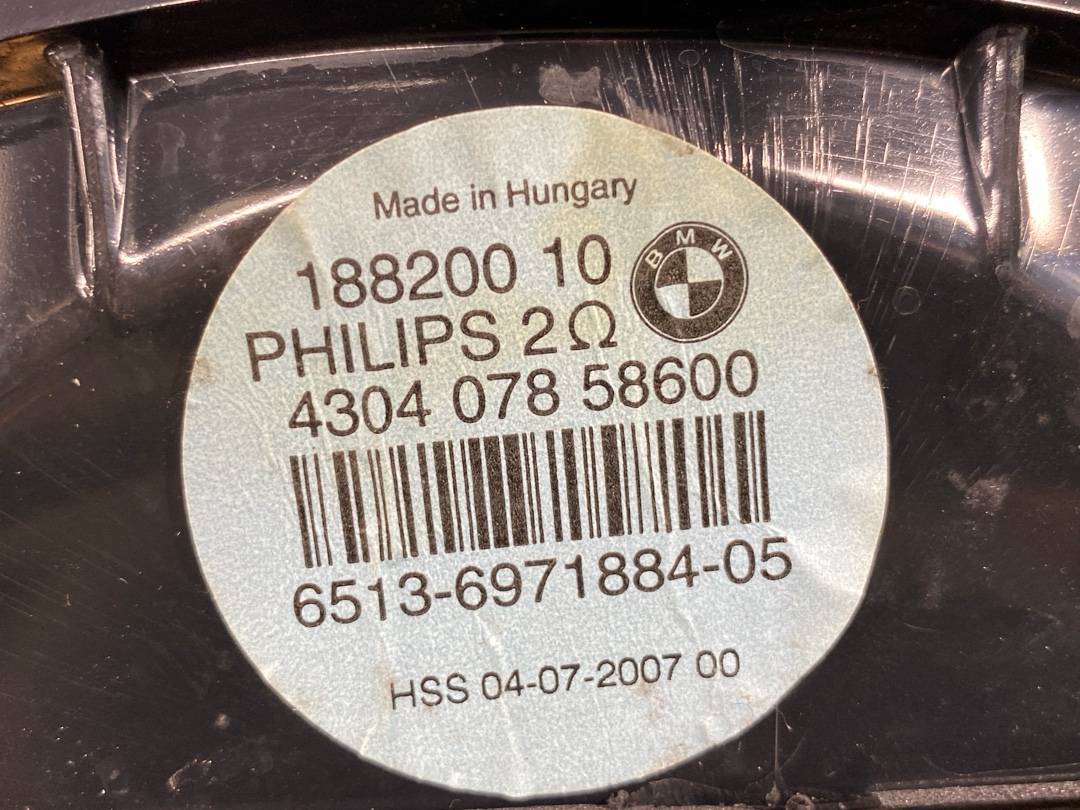 Made in Hungary
188200 10
BMW
PHILIPS 2Ω
4304 078 58600
6513-6971884-05
HSS 04-07-2007 00